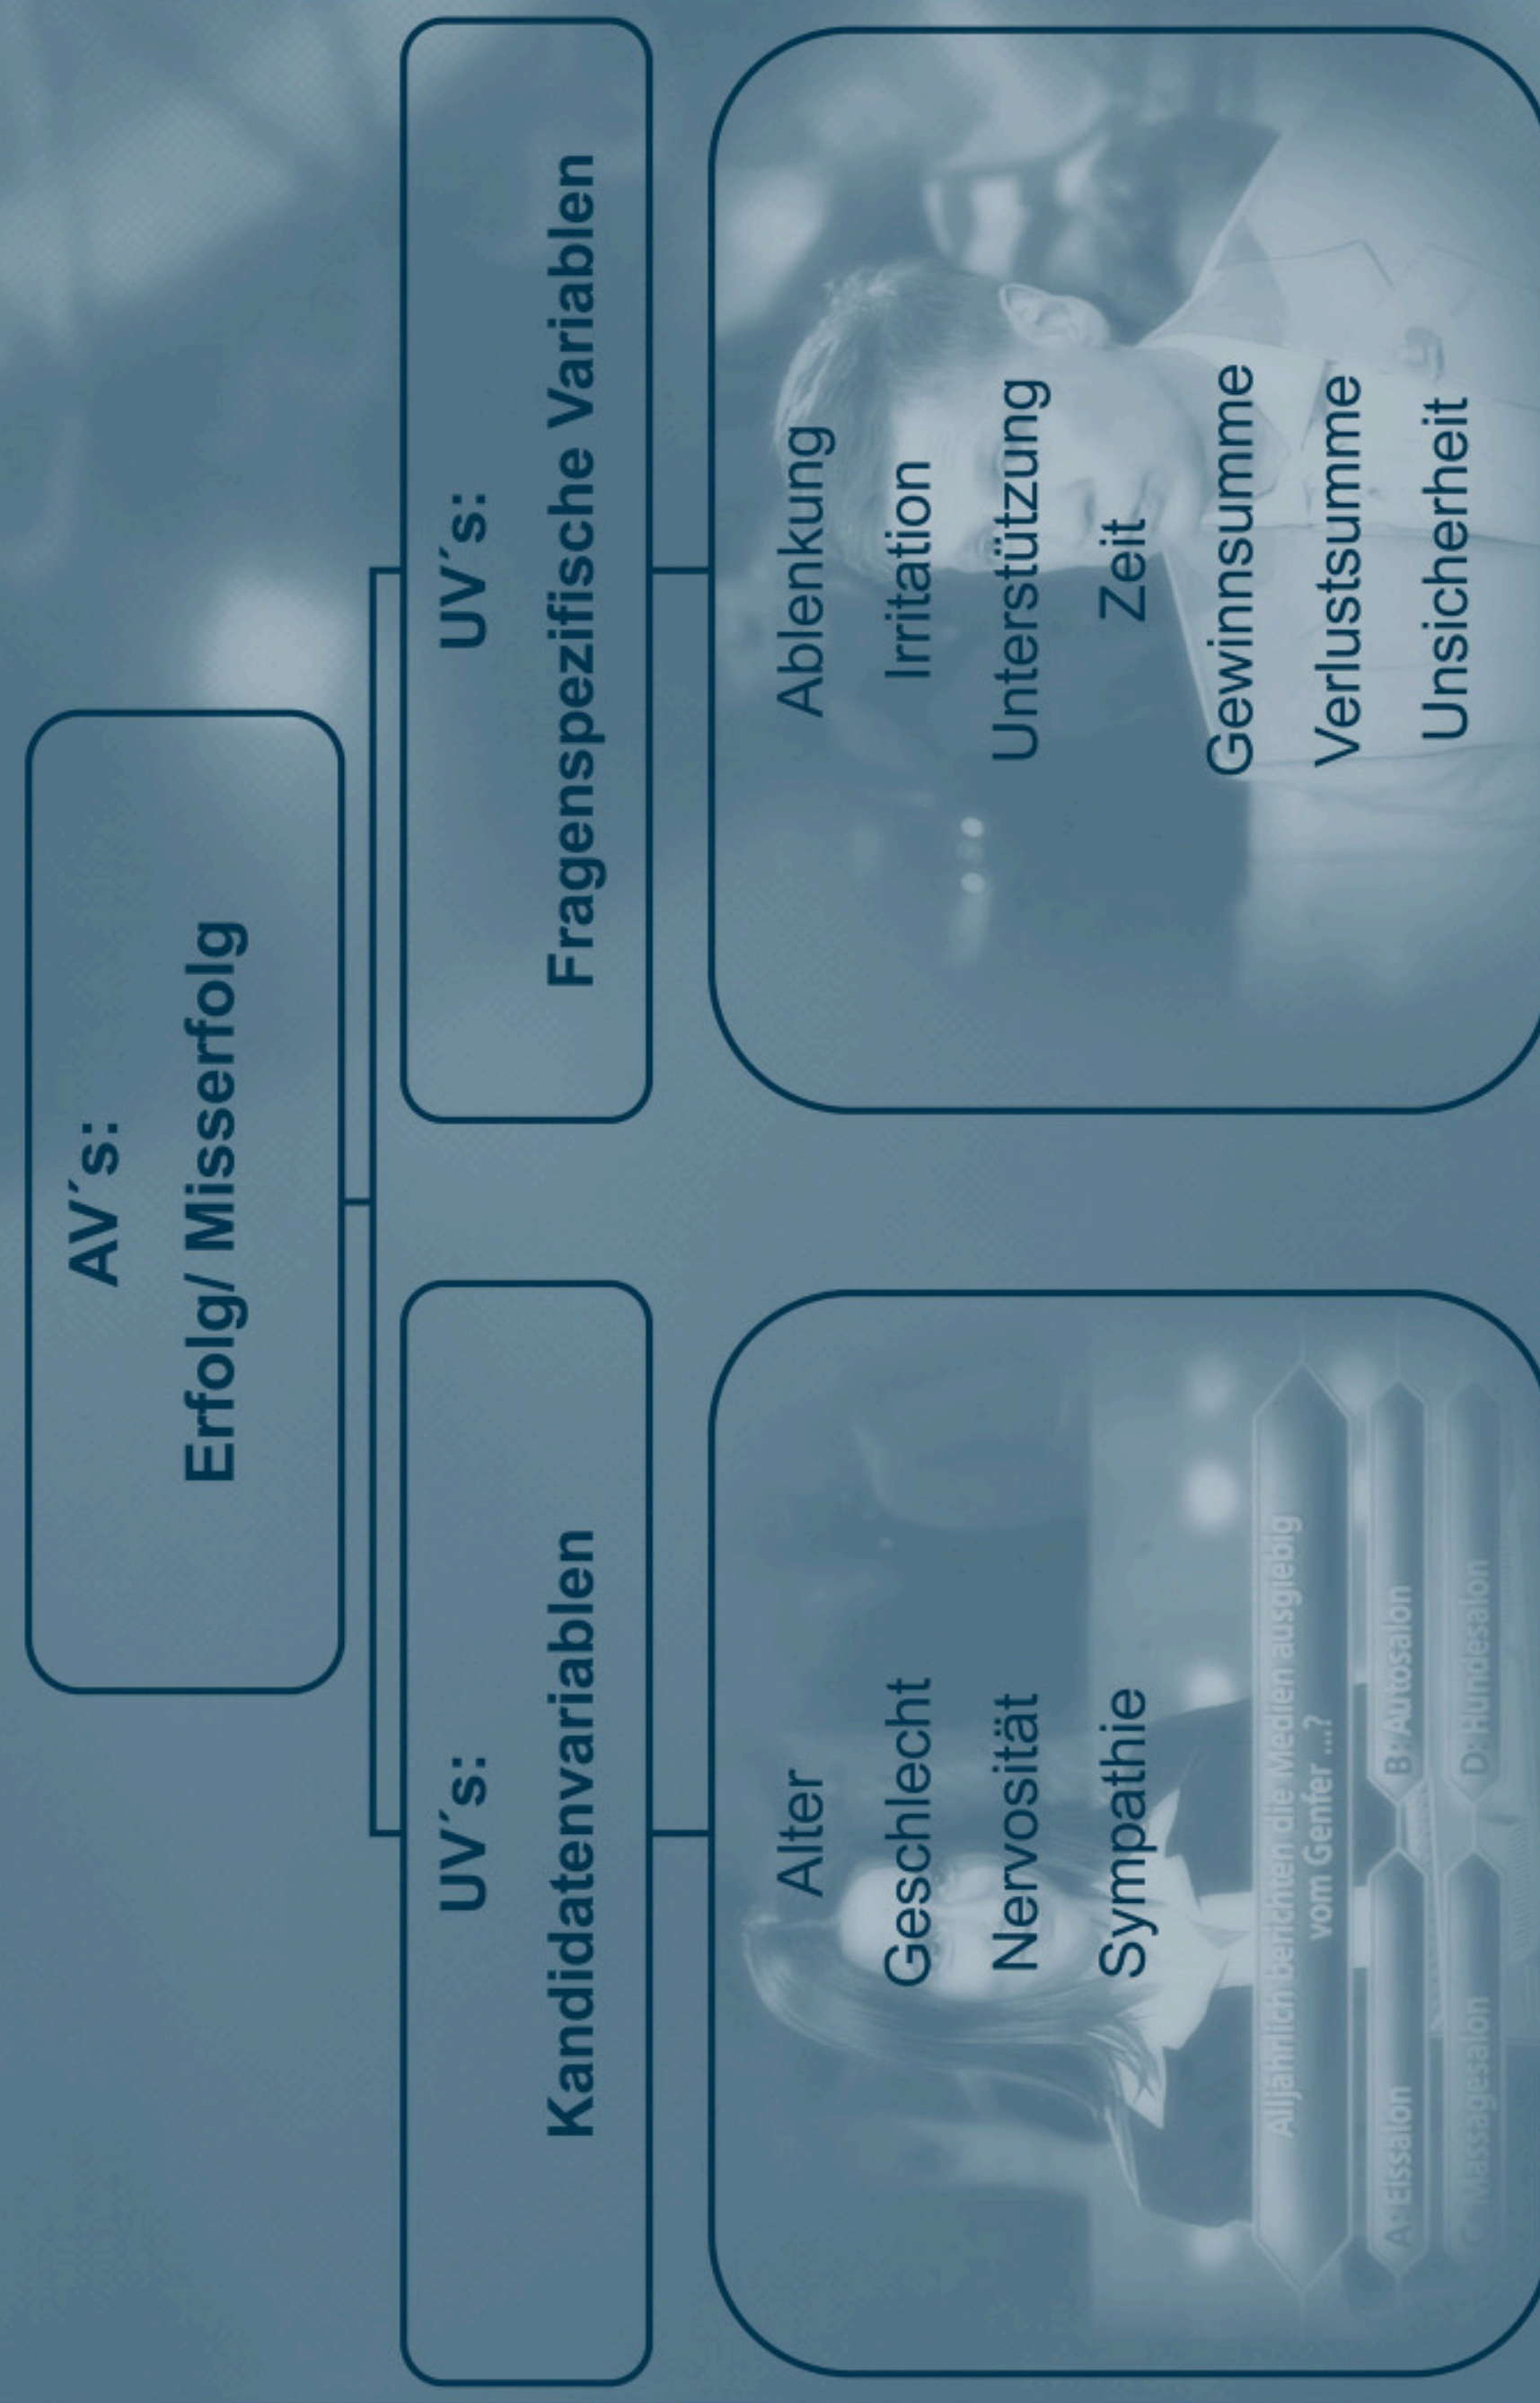 AV´s:
Erfolg/ Misserfolg
UV´s:
Kandidatenvariablen
UV´s:
Fragenspezifische Variablen
Alter
Geschlecht
Nervosität
Sympathie
Alljährlich berichten die Medien ausgiebig
vom Genfer ...?
A: Eissalon
B: Autosalon
C: Massagesalon
D: Hundesalon
Ablenkung
Irritation
Unterstützung
Zeit
Gewinnsumme
Verlustsumme
Unsicherheit